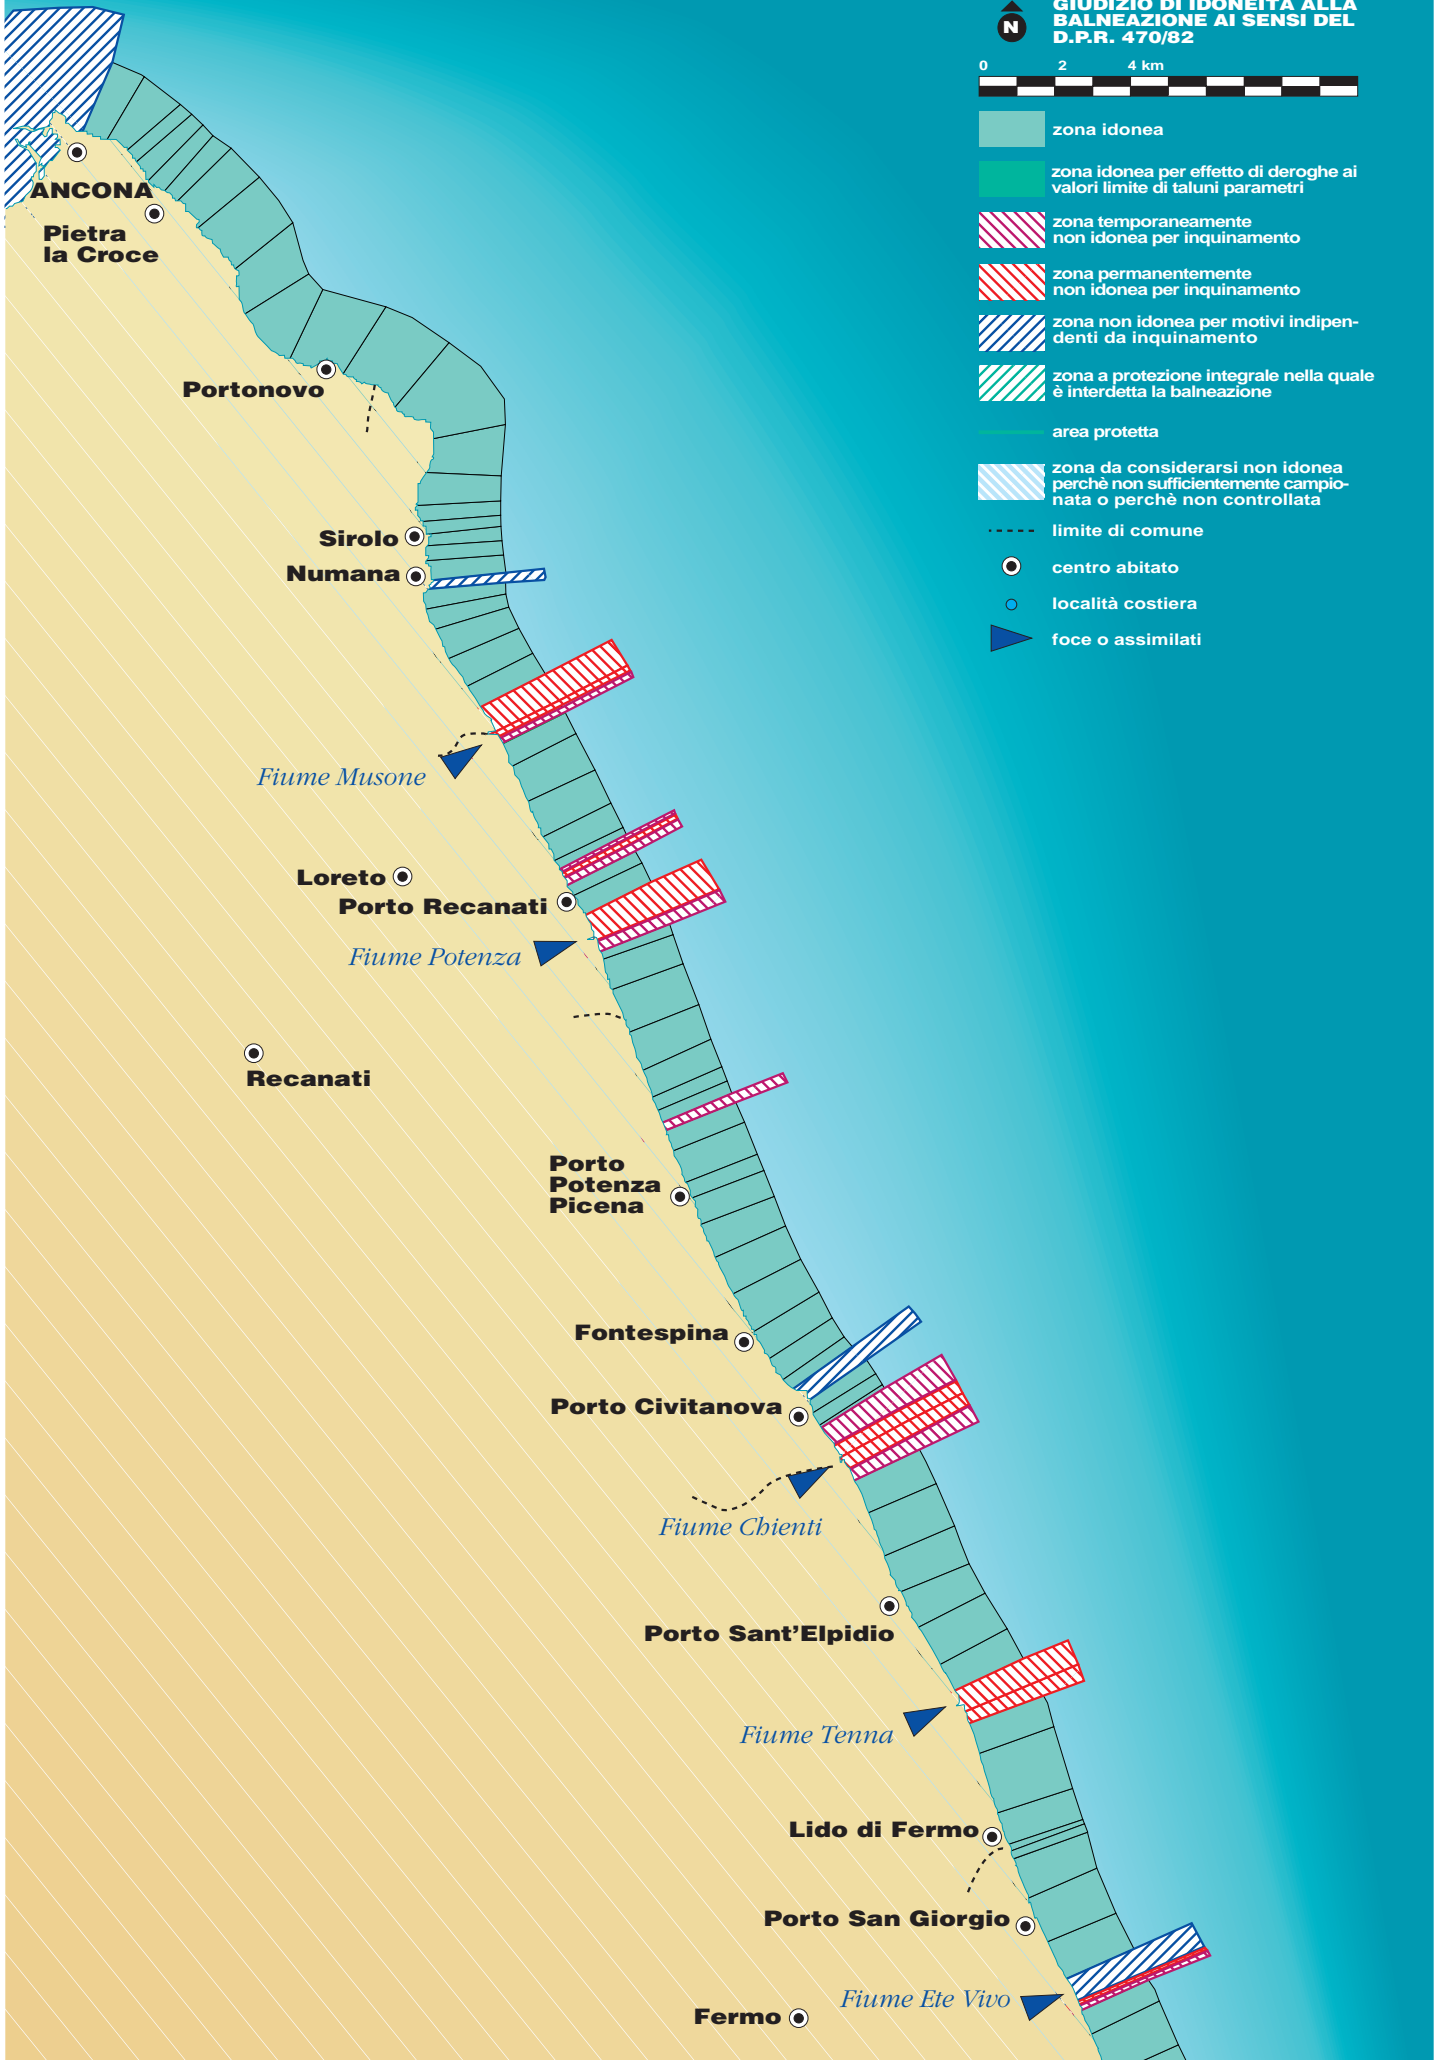 GIUDIZIO DI IDONEITÀ ALLA
BALNEAZIONE AI SENSI DEL
D.P.R. 470/82
N
0 2 4 km
zona idonea
zona idonea per effetto di deroghe ai
valori limite di taluni parametri
zona temporaneamente
non idonea per inquinamento
zona permanentemente
non idonea per inquinamento
zona non idonea per motivi indipen-
denti da inquinamento
zona a protezione integrale nella quale
è interdetta la balneazione
area protetta
zona da considerarsi non idonea
perchè non sufficientemente campio-
nata o perchè non controllata
limite di comune
centro abitato
località costiera
foce o assimilati
ANCONA
Pietra
la Croce
Portonovo
Sirolo
Numana
Fiume Musone
Loreto
Porto Recanati
Fiume Potenza
Recanati
Porto
Potenza
Picena
Fontespina
Porto Civitanova
Fiume Chienti
Porto Sant'Elpidio
Fiume Tenna
Lido di Fermo
Porto San Giorgio
Fiume Ete Vivo
Fermo